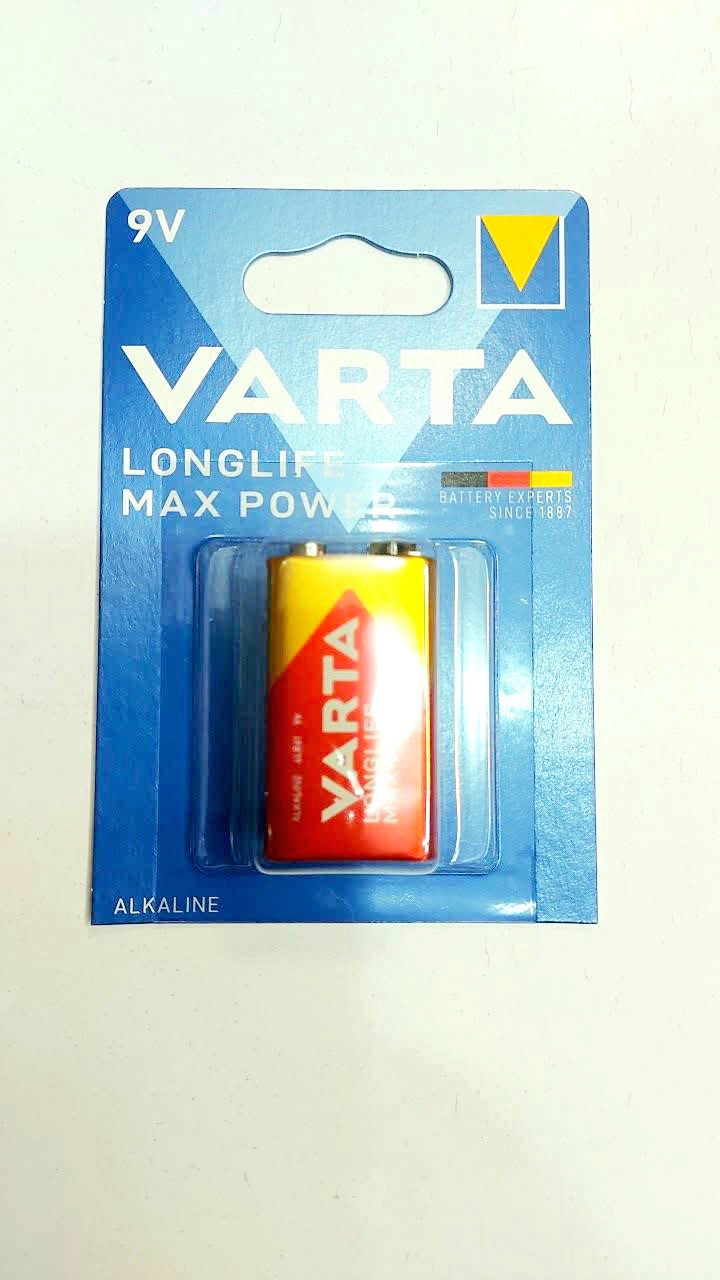 9V
VARTA
LONGLIFE
MAX POWER
BATTERY EXPERTS
SINCE 1887
VARTA
LONGLIFE
ALKALINE